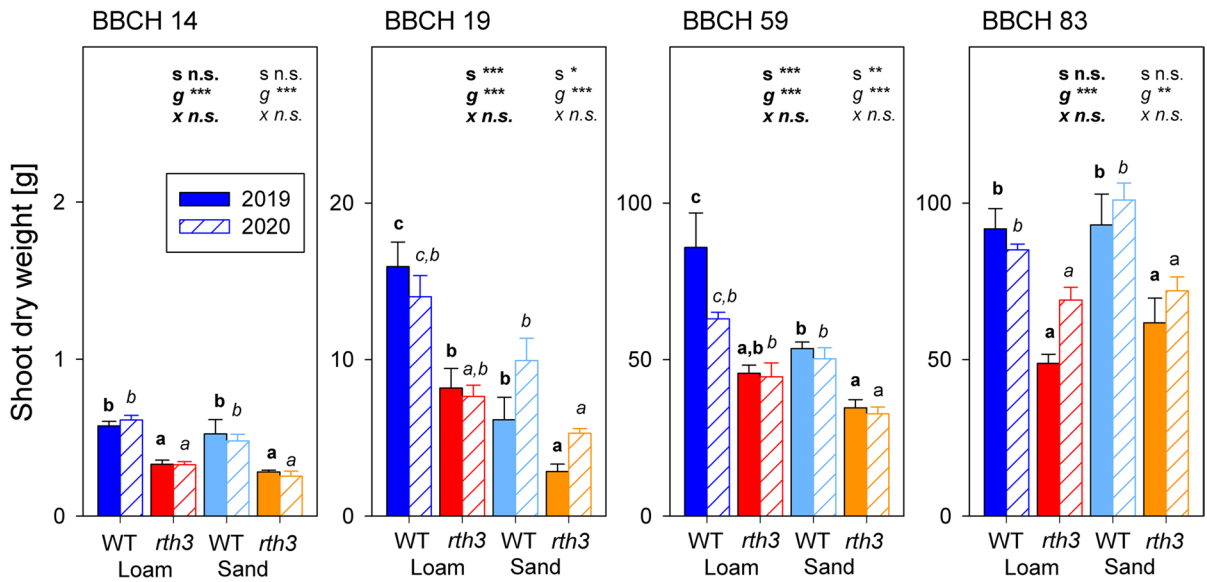 BBCH 14 BBCH 19 BBCH 59 BBCH 83
s n.s. s n.s. s *** s * s *** s ** s n.s. s n.s.
g *** g *** g *** g *** g *** g *** g *** g **
x n.s. x n.s. x n.s. x n.s. x n.s. x n.s. x n.s. x n.s.
Shoot dry weight [g]
2019
2020
2 20 100 100
1 10 50 50
0 0 0 0
b b a a b b a a
c c,b b a,b b b a a
c c,b a,b b b b a a
b b a a b b a a
WT rth3 WT rth3 WT rth3 WT rth3 WT rth3 WT rth3 WT rth3 WT rth3
Loam Sand Loam Sand Loam Sand Loam Sand